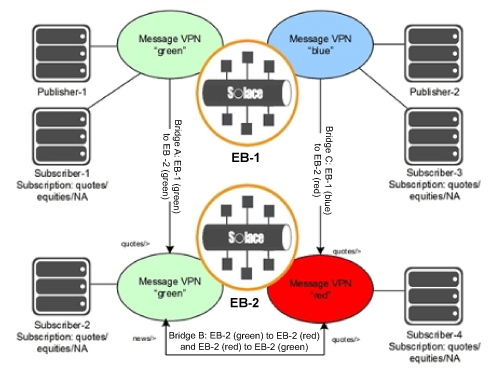 Message VPN
"green"
Message VPN
"blue"
Publisher-1
Publisher-2
Solace
EB-1
Subscriber-1
Subscription: quotes/
equities/NA
Bridge A: EB-1 (green)
to EB -2 (green)
Bridge C: EB-1 (blue)
to EB-2 (red)
Subscriber-3
Subscription: quotes/
equities/NA
quotes/>
quotes/>
Solace
Message VPN
"green"
Message VPN
"red"
EB-2
Subscriber-2
Subscription: quotes/
equities/NA
news/>
Bridge B: EB-2 (green) to EB-2 (red)
and EB-2 (red) to EB-2 (green)
quotes/>
Subscriber-4
Subscription: quotes/
equities/NA